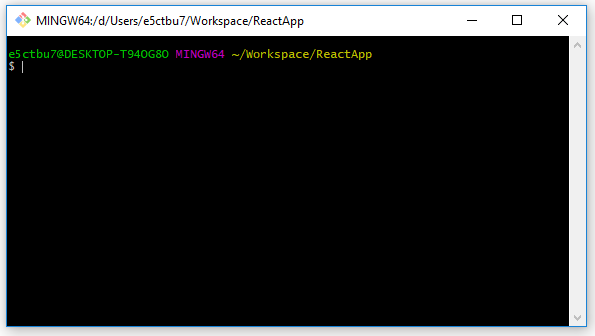 MINGW64:/d/Users/e5ctbu7/Workspace/ReactApp
e5ctbu7@DESKTOP-T94OG8O MINGW64 ~/Workspace/ReactApp
$